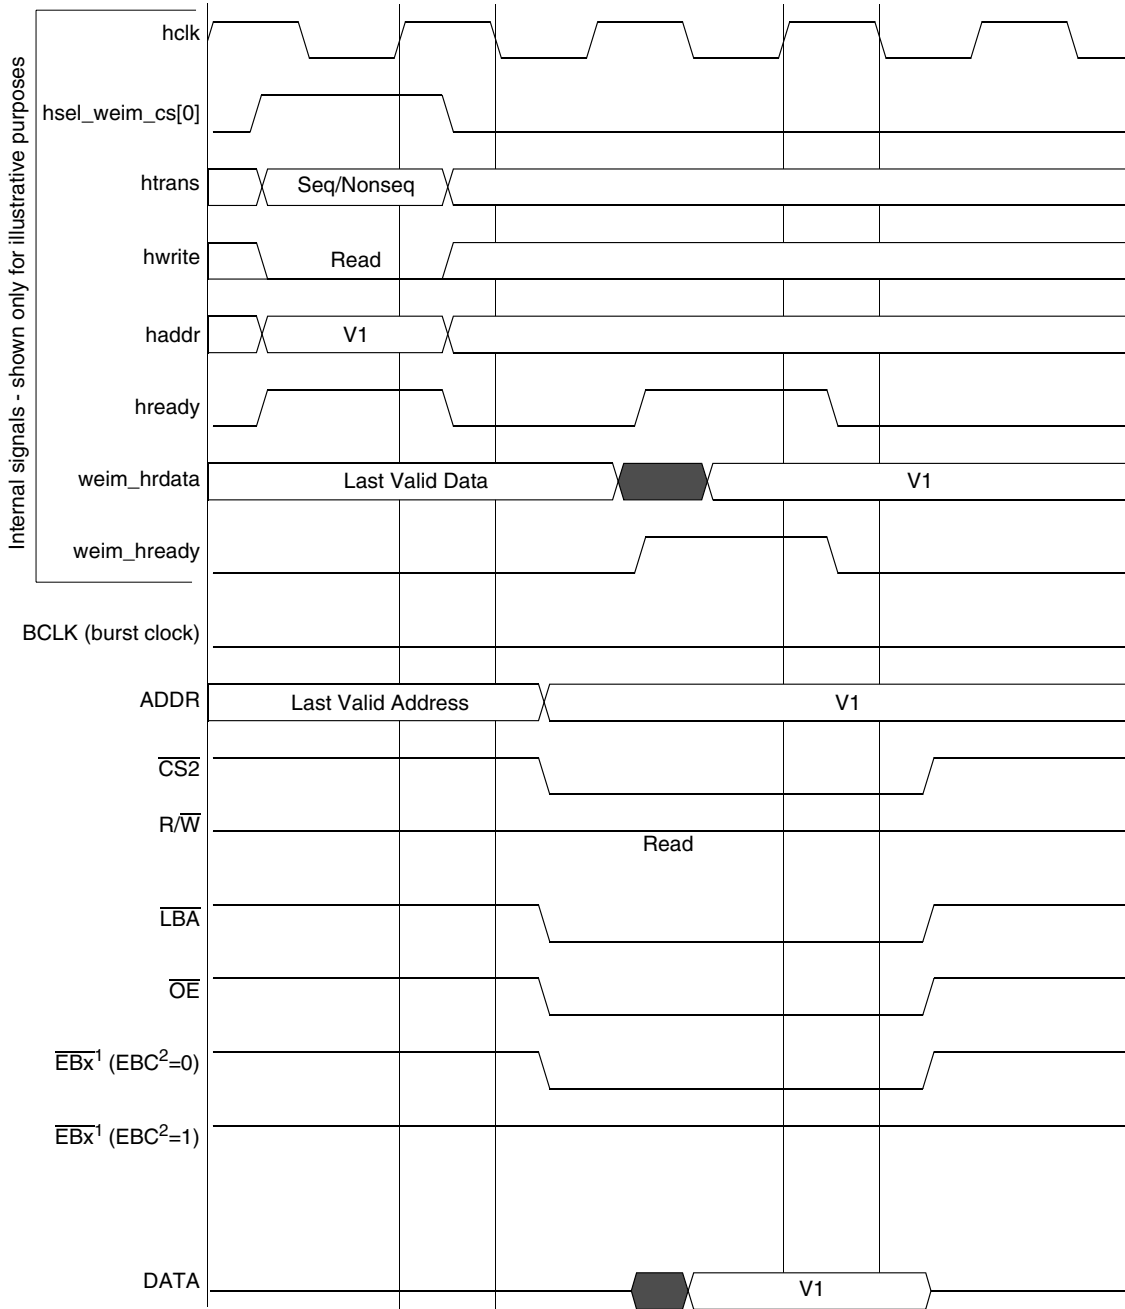 Internal signals - shown only for illustrative purposes
hclk
hsel_weim_cs[0]
htrans Seq/Nonseq
hwrite Read
haddr V1
hready
weim_hrdata Last Valid Data V1
weim_hready
BCLK (burst clock)
ADDR Last Valid Address V1
CS2
R/W
Read
LBA
OE
EBx1 (EBC2=0)
EBx1 (EBC2=1)
DATA V1